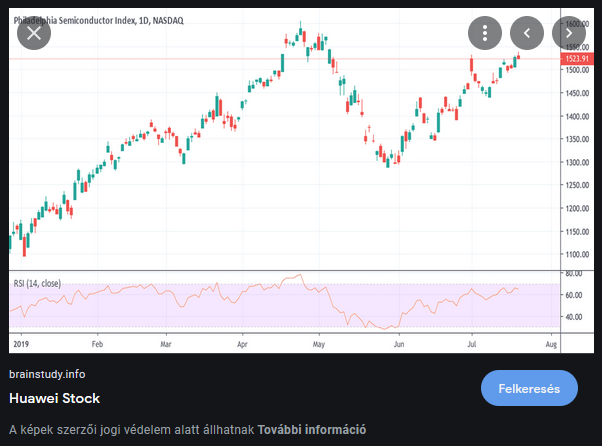 Philadelphia Semiconductor Index, 1D, NASDAQ
1600.00
1550.00
1523.91
1500.00
1450.00
1400.00
1350.00
1300.00
1250.00
1200.00
1150.00
1100.00
RSI (14, close)
80.00
60.00
40.00
2019 Feb Mar Apr May Jun Jul Aug
brainstudy.info
Huawei Stock
Felkeresés
A képek szerzői jogi védelem alatt állhatnak További információ